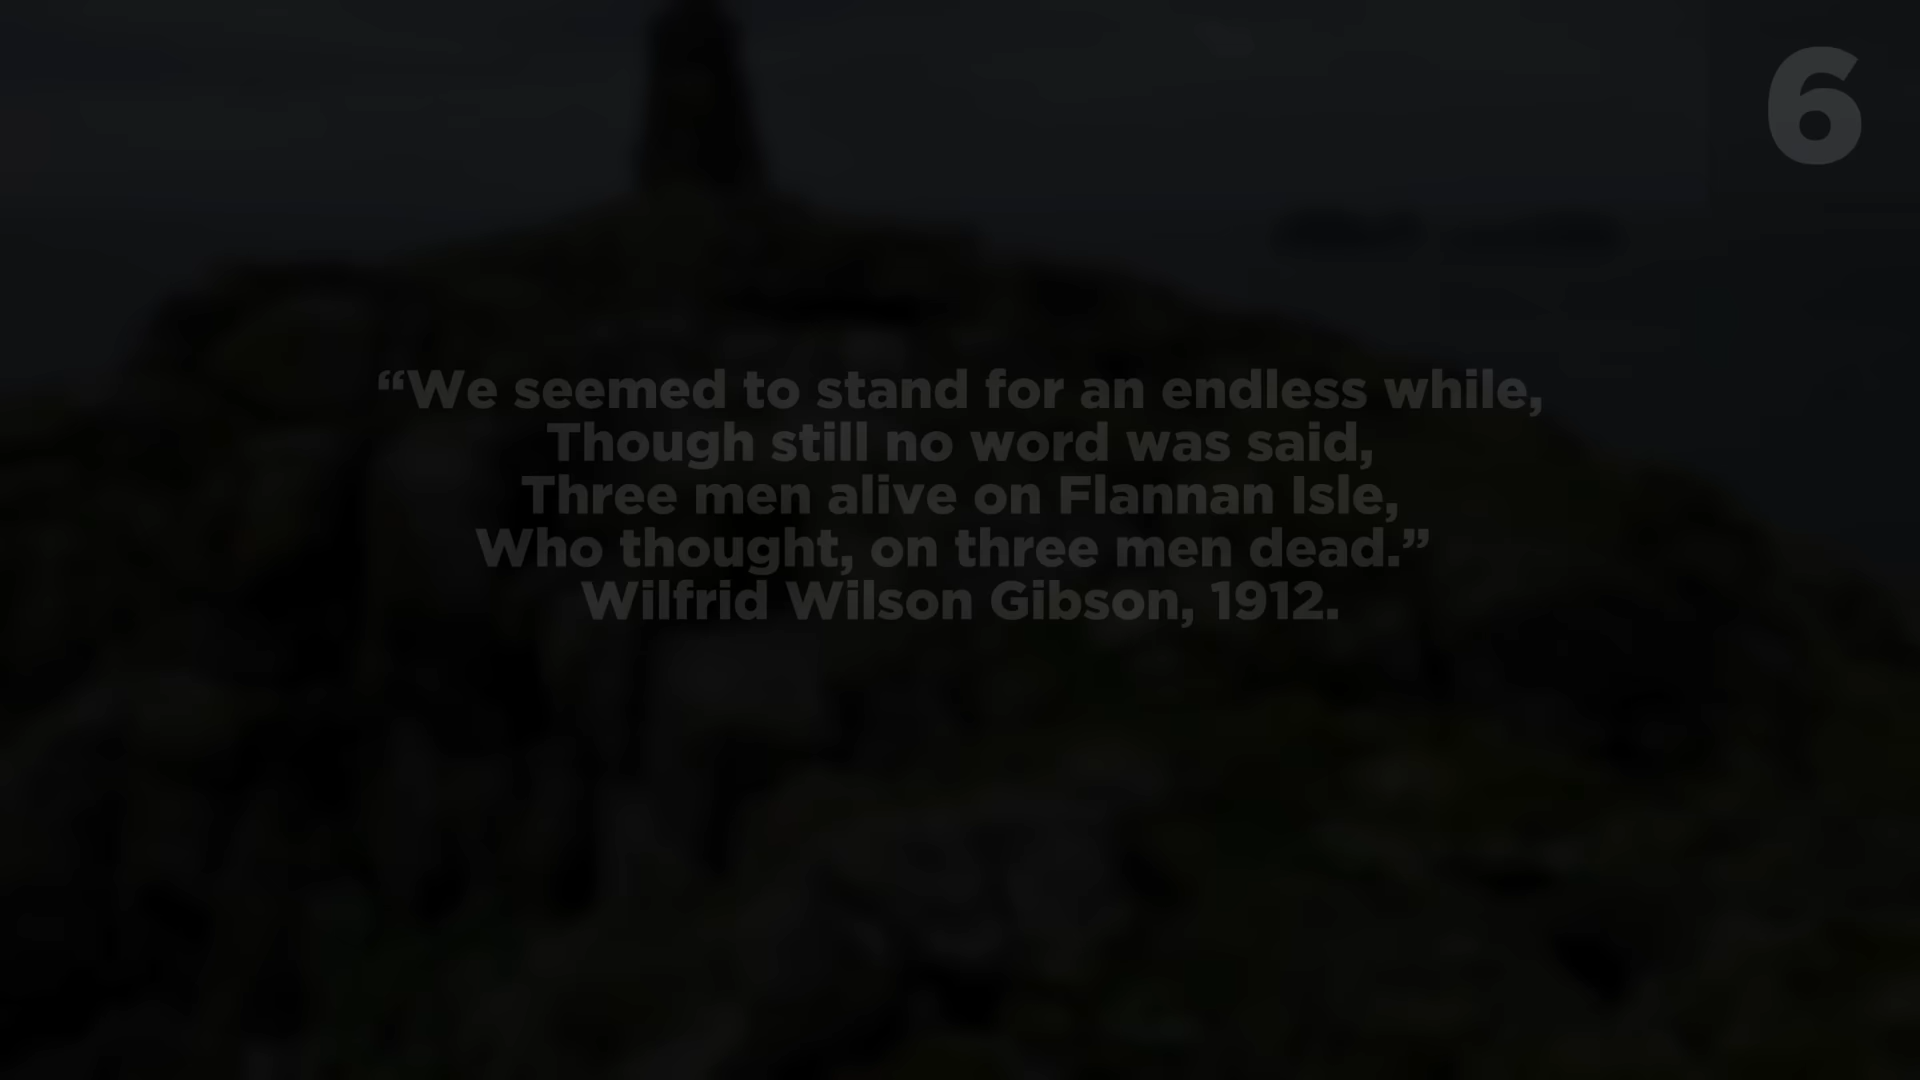 6
“We seemed to stand for an endless while,
Though still no word was said,
Three men alive on Flannan Isle,
Who thought, on three men dead.”
Wilfrid Wilson Gibson, 1912.